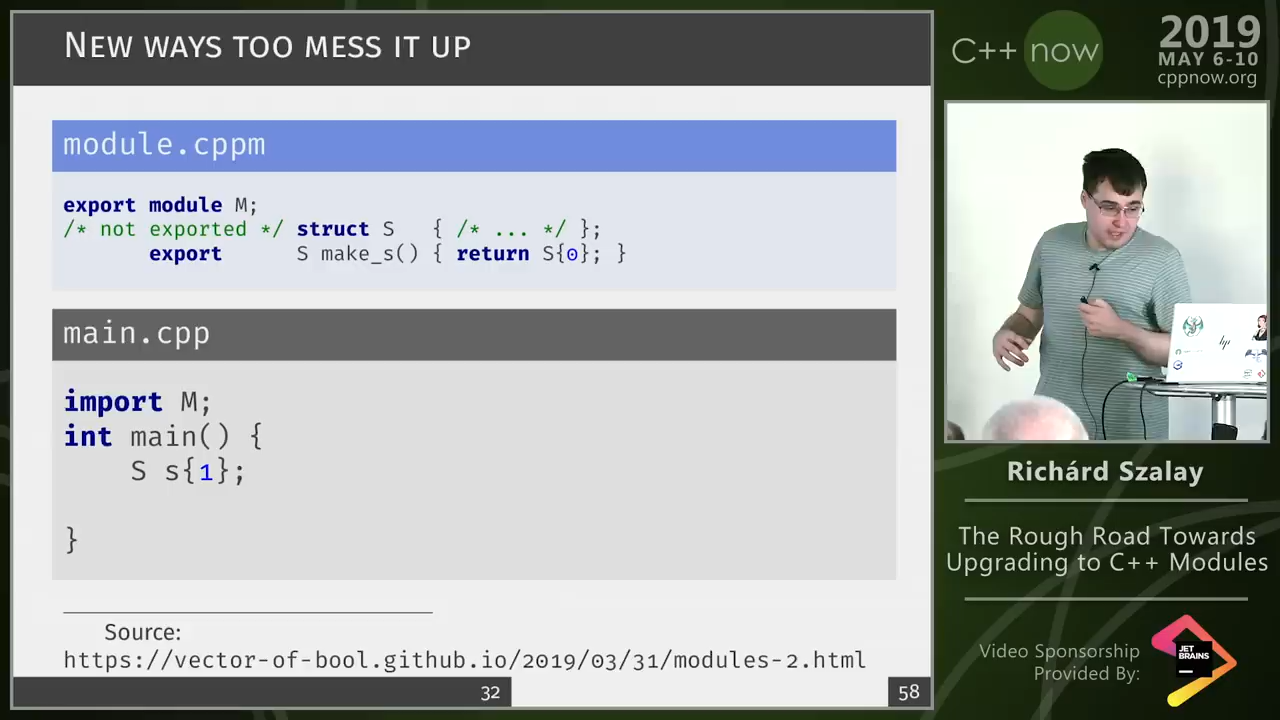 NEW WAYS TOO MESS IT UP
module.cppm
export module M;
/* not exported */ struct S { /* ... */ };
export S make_s() { return S{0}; }
main.cpp
import M;
int main() {
S s{1};
}
Source:
https://vector-of-bool.github.io/2019/03/31/modules-2.html
32
58
C++ now
2019
MAY 6-10
cppnow.org
hp
Richárd Szalay
The Rough Road Towards
Upgrading to C++ Modules
Video Sponsorship
Provided By:
JET
BRAINS